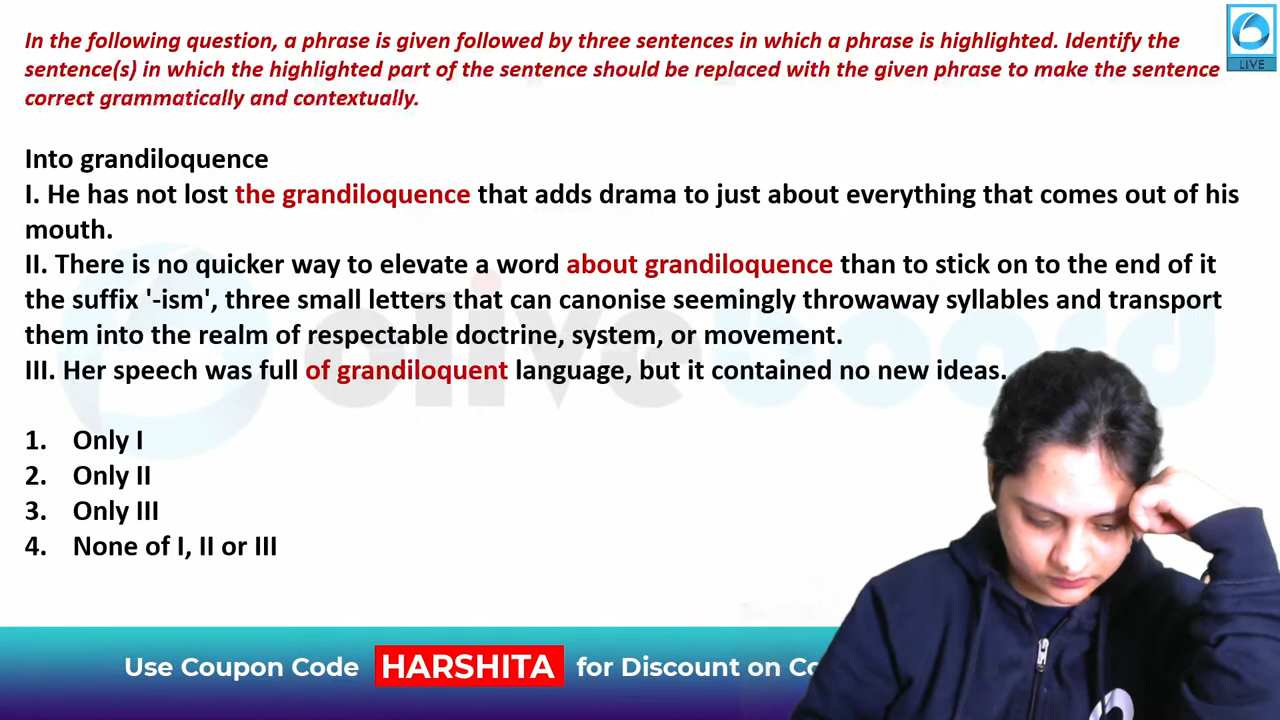 In the following question, a phrase is given followed by three sentences in which a phrase is highlighted. Identify the
LIVE
sentence(s) in which the highlighted part of the sentence should be replaced with the given phrase to make the sentence
correct grammatically and contextually.
Into grandiloquence
I. He has not lost the grandiloquence that adds drama to just about everything that comes out of his
mouth.
II. There is no quicker way to elevate a word about grandiloquence than to stick on to the end of it
the suffix '-ism', three small letters that can canonise seemingly throwaway syllables and transport
them into the realm of respectable doctrine, system, or movement.
III. Her speech was full of grandiloquent language, but it contained no new ideas.
oliveboard
1. Only I
2. Only II
3. Only III
4. None of I, II or III
Use Coupon Code HARSHITA for Discount on Co